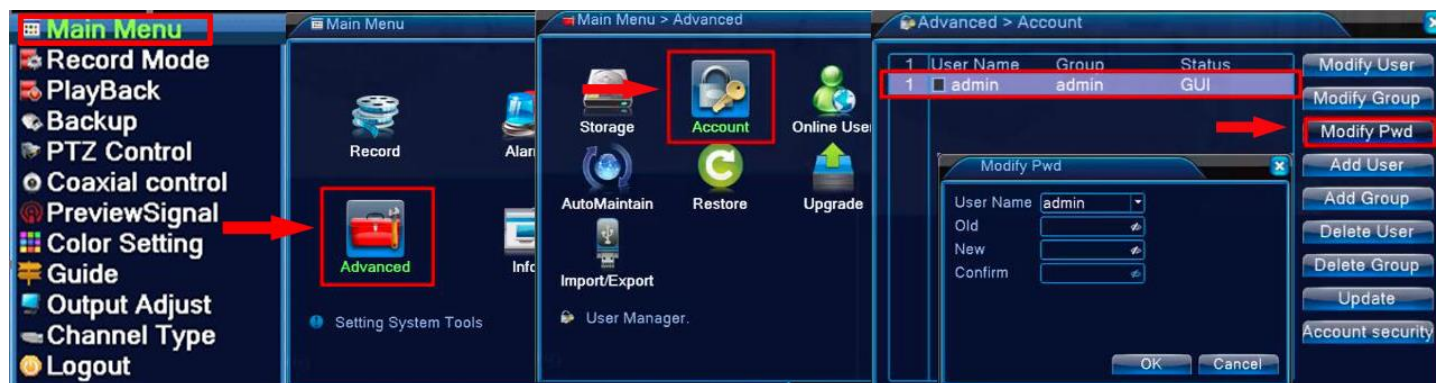 Main Menu
Record Mode
PlayBack
Backup
PTZ Control
Coaxial control
PreviewSignal
Color Setting
Guide
Output Adjust
Channel Type
Logout
Main Menu
Record
Alar
Advanced
Info
Setting System Tools
Main Menu > Advanced
Storage
Account
Online User
AutoMaintain
Restore
Upgrade
Import/Export
User Manager.
Advanced > Account
1 User Name Group Status
1 admin admin GUI
Modify Pwd
User Name admin
Old
New
Confirm
OK Cancel
Modify User
Modify Group
Modify Pwd
Add User
Add Group
Delete User
Delete Group
Update
Account security